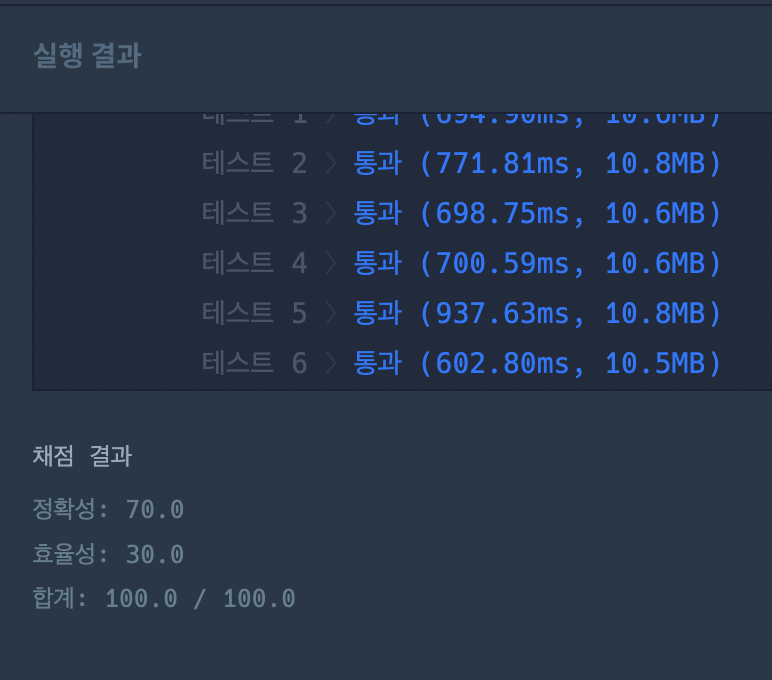 실행 결과
테스트 1 > 통과 (694.90ms, 10.6MB)
테스트 2 > 통과 (771.81ms, 10.8MB)
테스트 3 > 통과 (698.75ms, 10.6MB)
테스트 4 > 통과 (700.59ms, 10.6MB)
테스트 5 > 통과 (937.63ms, 10.8MB)
테스트 6 > 통과 (602.80ms, 10.5MB)
채점 결과
정확성: 70.0
효율성: 30.0
합계: 100.0 / 100.0